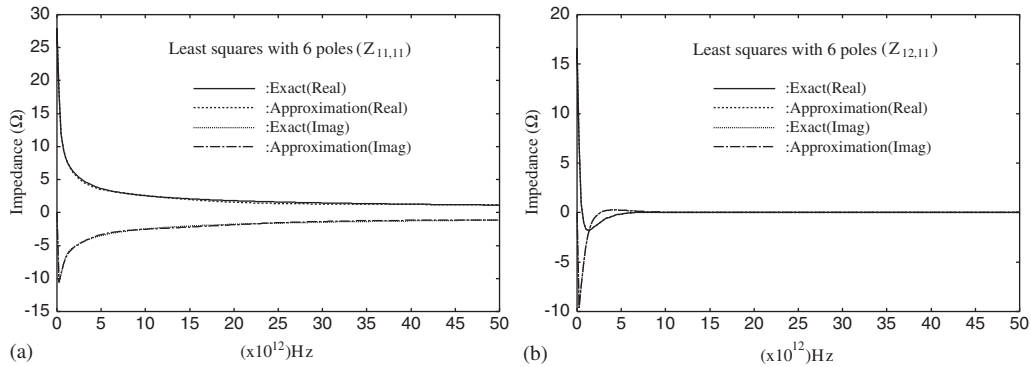 30
25
20
15
10
5
0
-5
-10
-15
Impedance (Ω)
Least squares with 6 poles (Z11,11)
:Exact(Real)
:Approximation(Real)
:Exact(Imag)
:Approximation(Imag)
0 5 10 15 20 25 30 35 40 45 50
(x10^12)Hz
(a)
20
15
10
5
0
-5
-10
Impedance (Ω)
Least squares with 6 poles (Z12,11)
:Exact(Real)
:Approximation(Real)
:Exact(Imag)
:Approximation(Imag)
0 5 10 15 20 25 30 35 40 45 50
(x10^12)Hz
(b)